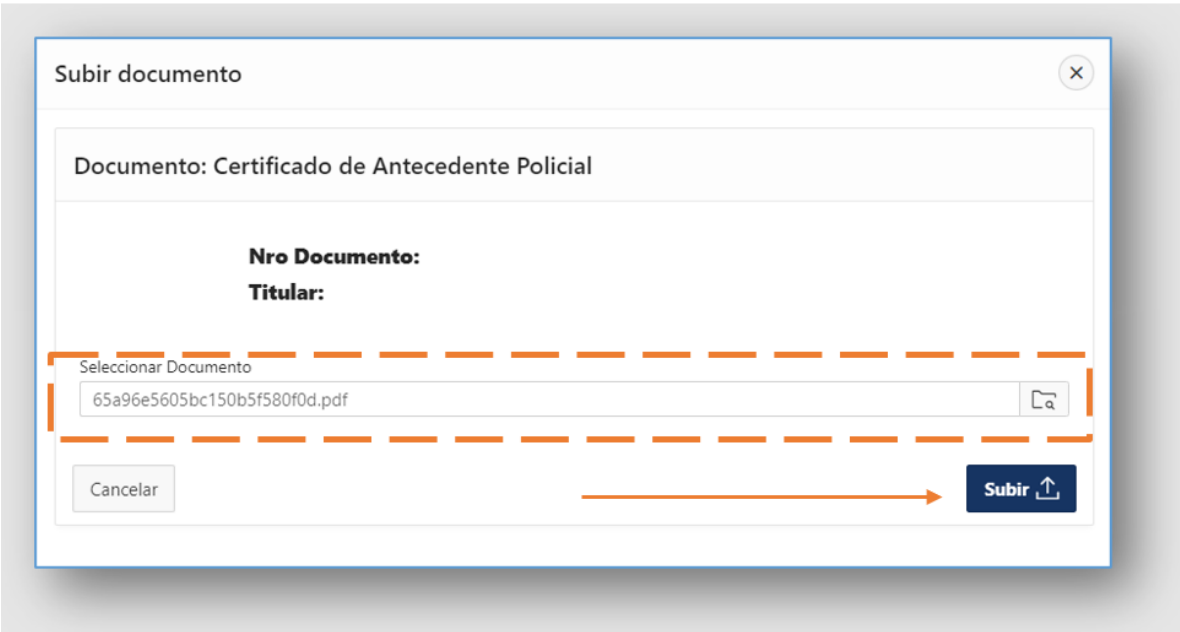 Subir documento
Documento: Certificado de Antecedente Policial
Nro Documento:
Titular:
Seleccionar Documento
65a96e5605bc150b5f580f0d.pdf
Cancelar
Subir